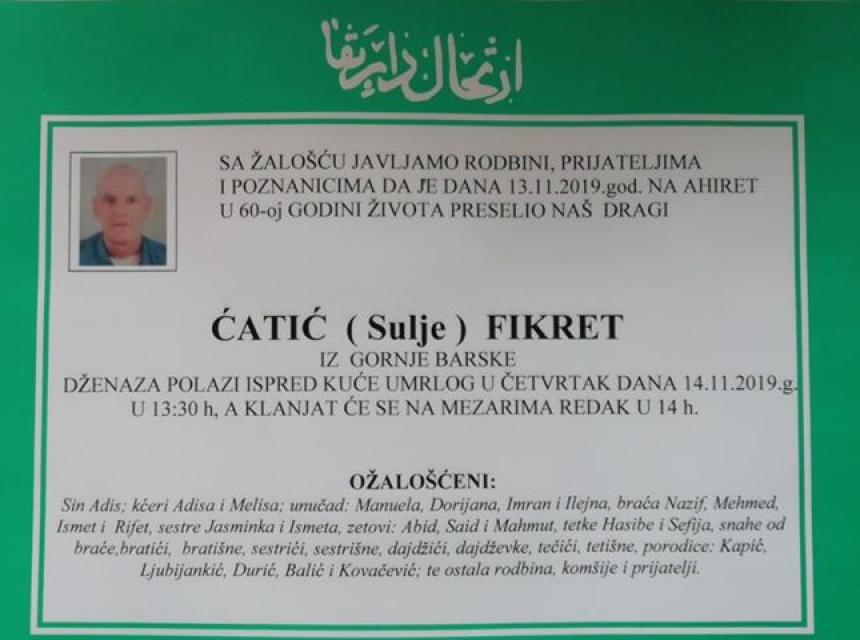 ارتحال دار بقا
SA ŽALOŠĆU JAVLJAMO RODBINI, PRIJATELJIMA
I POZNANICIMA DA JE DANA 13.11.2019.god. NA AHIRET
U 60-oj GODINI ŽIVOTA PRESELIO NAŠ DRAGI
ĆATIĆ ( Sulje ) FIKRET
IZ GORNJE BARSKE
DŽENAZA POLAZI ISPRED KUĆE UMRLOG U ČETVRTAK DANA 14.11.2019.g.
U 13:30 h, A KLANJAT ĆE SE NA MEZARIMA REDAK U 14 h.
OŽALOŠĆENI:
Sin Adis; kćeri Adisa i Melisa; unučad: Manuela, Dorijana, Imran i Ilejna, braća Nazif, Mehmed,
Ismet i Rifet, sestre Jasminka i Ismeta, zetovi: Abid, Said i Mahmut, tetke Hasibe i Sefija, snahe od
braće,bratići, bratišne, sestrići, sestrišne, dajdžići, dajdževke, tečići, tetišne, porodice: Kapić,
Ljubijankić, Durić, Balić i Kovačević; te ostala rodbina, komšije i prijatelji.